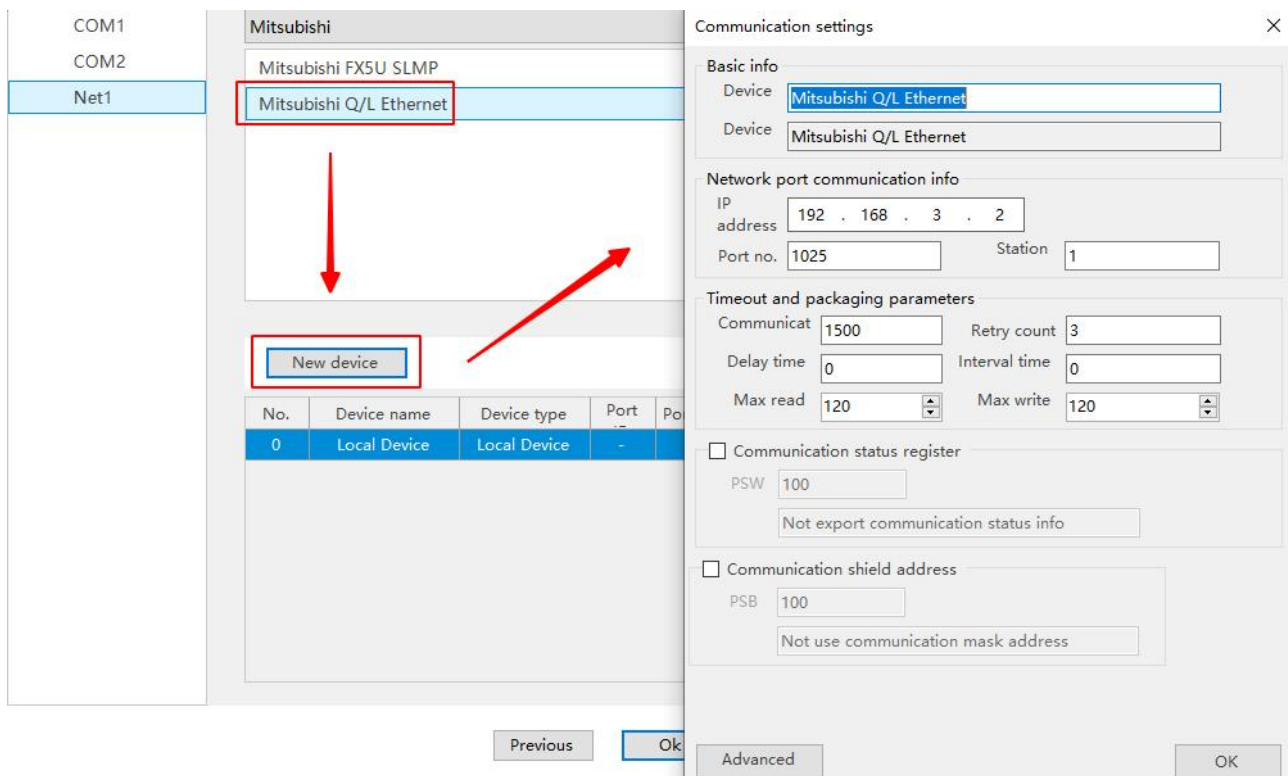 COM1
COM2
Net1
Mitsubishi
Mitsubishi FX5U SLMP
Mitsubishi Q/L Ethernet
New device
No. Device name Device type Port Po
0 Local Device Local Device -
Previous Ok
Communication settings
Basic info
Device Mitsubishi Q/L Ethernet
Device Mitsubishi Q/L Ethernet
Network port communication info
IP
address 192 . 168 . 3 . 2
Port no. 1025 Station 1
Timeout and packaging parameters
Communicat 1500 Retry count 3
Delay time 0 Interval time 0
Max read 120 Max write 120
Communication status register
PSW 100
Not export communication status info
Communication shield address
PSB 100
Not use communication mask address
Advanced OK